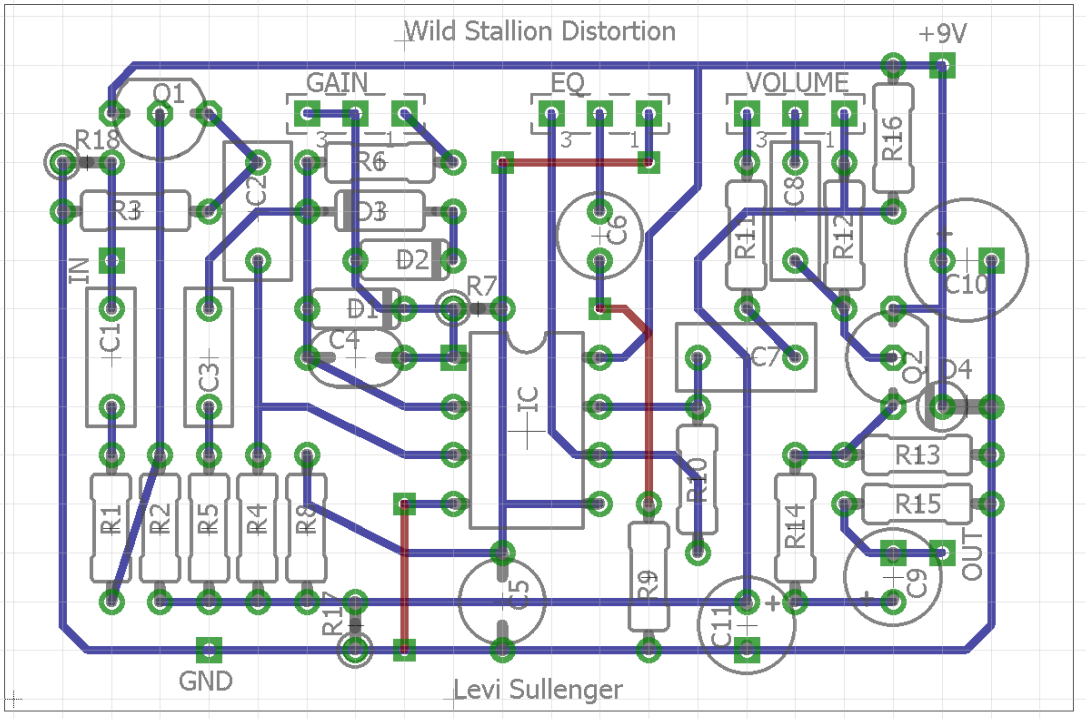 Wild Stallion Distortion
+9V
GAIN
EQ
VOLUME
Q1
3
1
3
1
3
1
R18
R6
R16
C2
C8
R3
D3
C6
R11
R12
IN
D2
C10
R7
C1
D1
C4
C3
C7
Q2
D4
IC
R13
R10
R15
R1
R2
R5
R4
R8
R14
OUT
R9
C5
C9
R17
C11
GND
Levi Sullenger